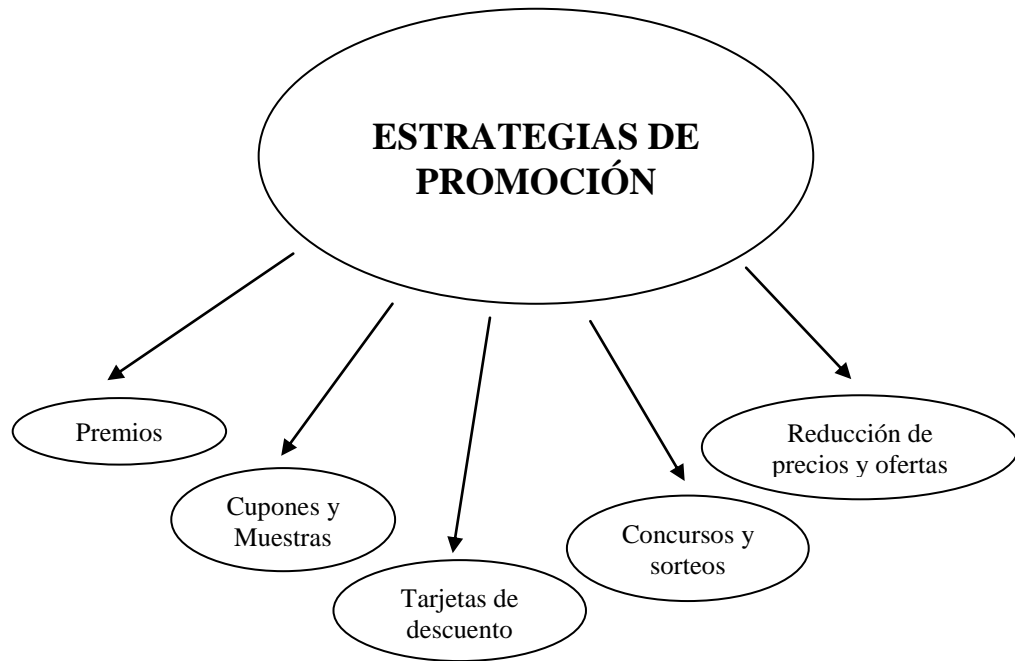 ESTRATEGIAS DE
PROMOCIÓN
Premios
Cupones y
Muestras
Tarjetas de
descuento
Concursos y
sorteos
Reducción de
precios y ofertas